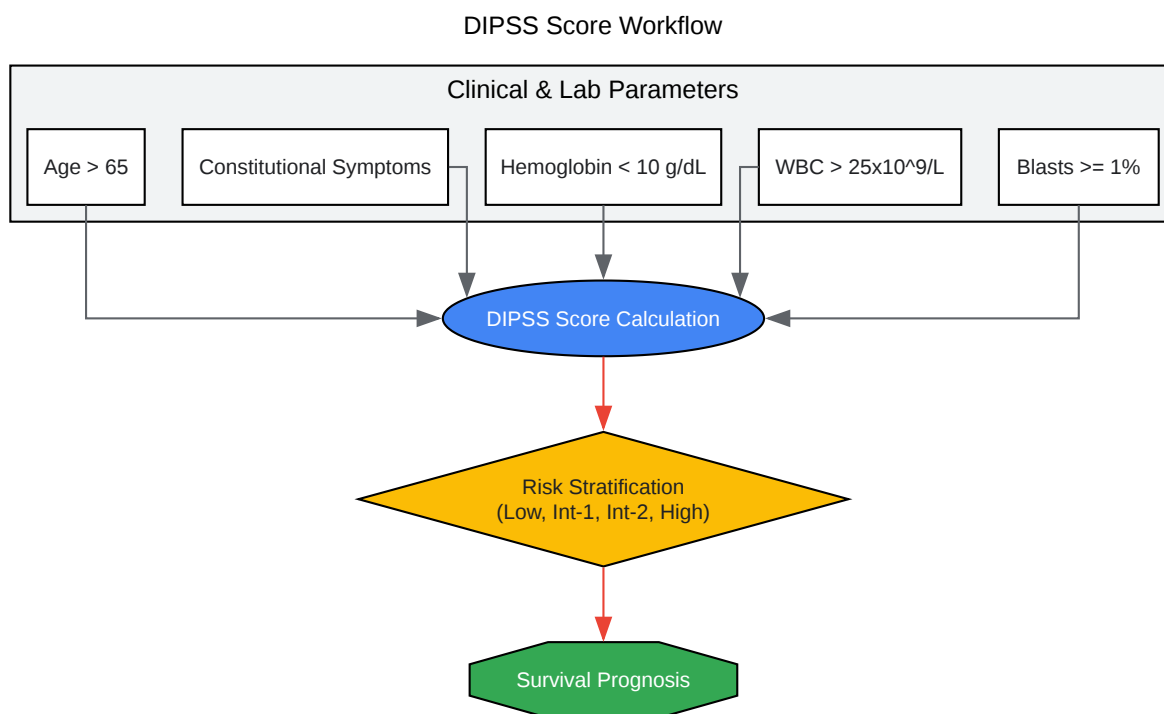 DIPSS Score Workflow
Clinical & Lab Parameters
Age > 65
Constitutional Symptoms
Hemoglobin < 10 g/dL
WBC > 25x10^9/L
Blasts >= 1%
DIPSS Score Calculation
Risk Stratification
(Low, Int-1, Int-2, High)
Survival Prognosis